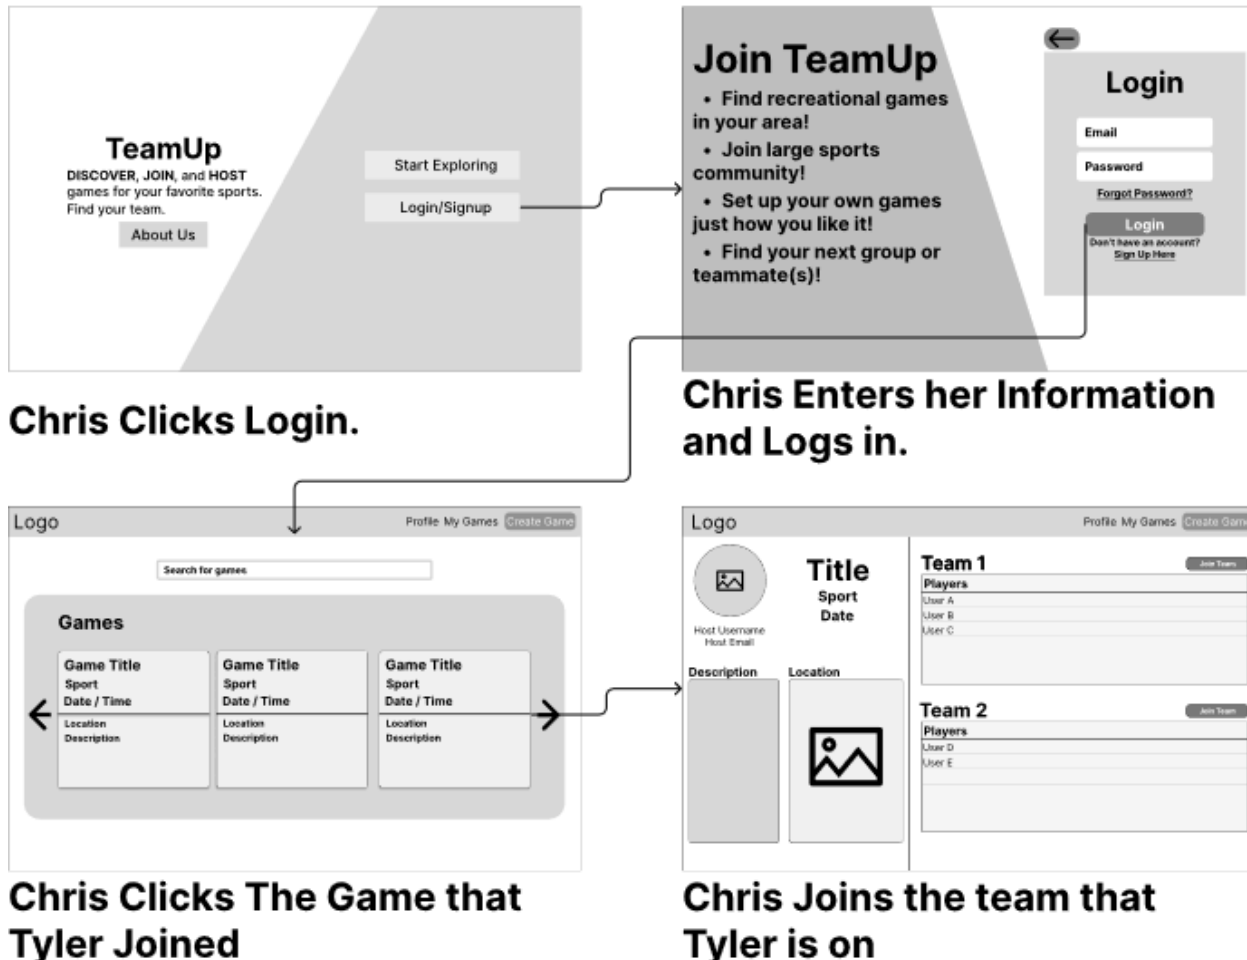 TeamUp
DISCOVER, JOIN, and HOST
games for your favorite sports.
Find your team.
About Us
Start Exploring
Login/Signup
Chris Clicks Login.
Join TeamUp
• Find recreational games
in your area!
• Join large sports
community!
• Set up your own games
just how you like it!
• Find your next group or
teammate(s)!
Login
Email
Password
Forgot Password?
Login
Don't have an account?
Sign Up Here
Chris Enters her Information
and Logs in.
Logo
Profile My Games Create Game
Search for games
Games
Game Title
Sport
Date / Time
Location
Description
Game Title
Sport
Date / Time
Location
Description
Game Title
Sport
Date / Time
Location
Description
Chris Clicks The Game that
Tyler Joined
Logo
Profile My Games Create Game
Host Username
Host Email
Title
Sport
Date
Description
Location
Team 1
Join Team
Players
User A
User B
User C
Team 2
Join Team
Players
User D
User E
Chris Joins the team that
Tyler is on